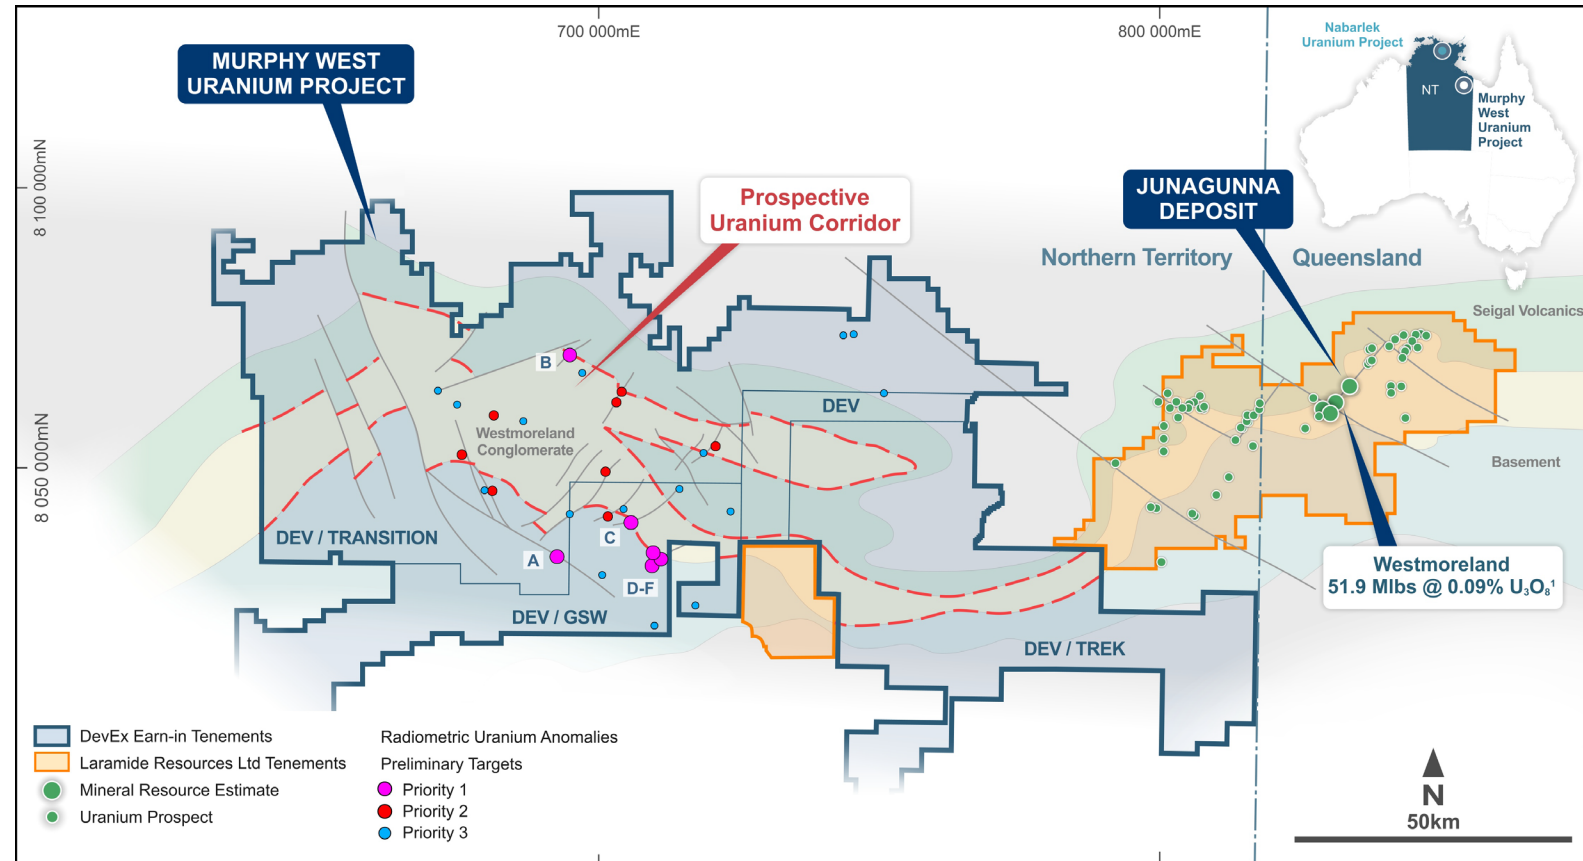 700 000mE
800 000mE
8 100 000mN
8 050 000mN
MURPHY WEST
URANIUM PROJECT
Prospective
Uranium Corridor
JUNAGUNNA
DEPOSIT
Northern Territory
Queensland
Nabarlek
Uranium Project
NT
Murphy
West
Uranium
Project
Seigal Volcanics
Basement
Westmoreland
Conglomerate
B
DEV
C
A
D-F
DEV / TRANSITION
DEV / GSW
DEV / TREK
Westmoreland
51.9 Mlbs @ 0.09% U₃O₈¹
DevEx Earn-in Tenements
Laramide Resources Ltd Tenements
Mineral Resource Estimate
Uranium Prospect
Radiometric Uranium Anomalies
Preliminary Targets
Priority 1
Priority 2
Priority 3
N
50km